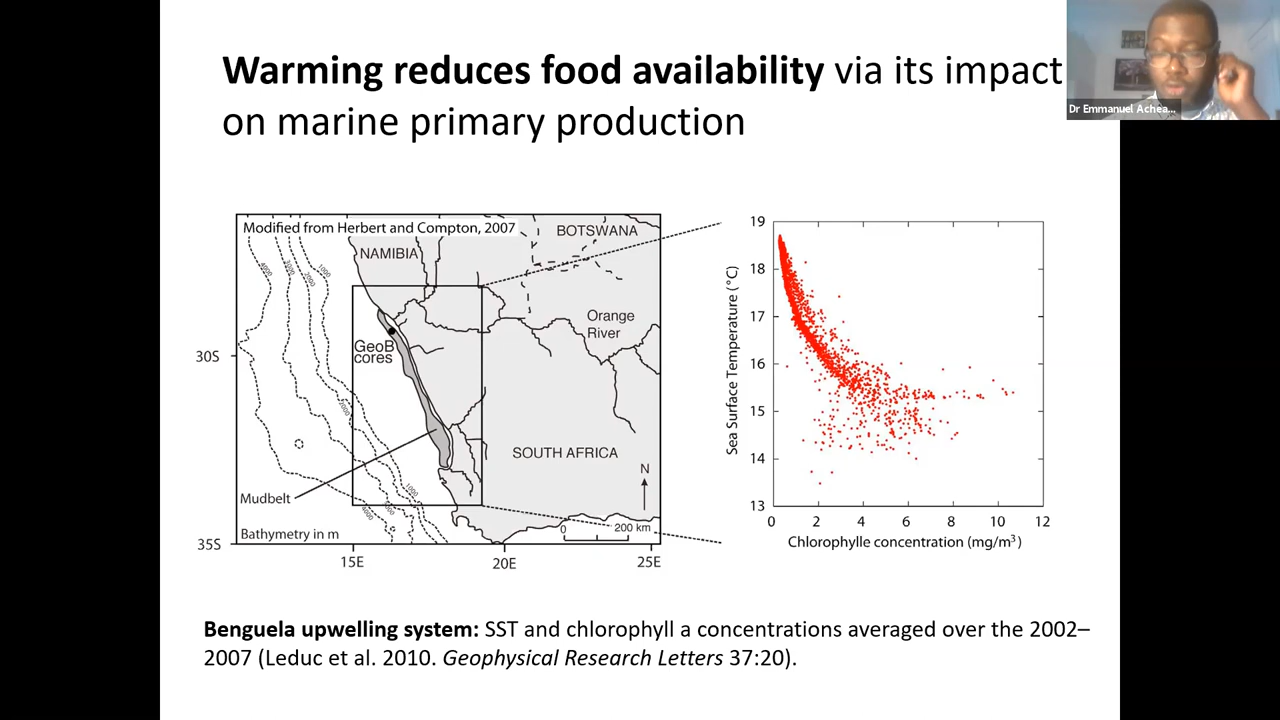 Warming reduces food availability via its impact
on marine primary production
Dr Emmanuel Achea...
Modified from Herbert and Compton, 2007
NAMIBIA
BOTSWANA
Orange
River
GeoB
cores
SOUTH AFRICA
Mudbelt
N
Bathymetry in m
0
200 km
30S
35S
15E
20E
25E
Sea Surface Temperature (°C)
19
18
17
16
15
14
13
0 2 4 6 8 10 12
Chlorophylle concentration (mg/m³)
Benguela upwelling system: SST and chlorophyll a concentrations averaged over the 2002–
2007 (Leduc et al. 2010. Geophysical Research Letters 37:20).